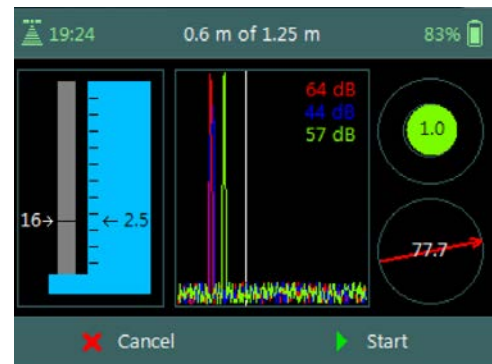 19:24 0.6 m of 1.25 m 83%
64 dB
44 dB
57 dB
1.0
16→ ← 2.5
77.7
Cancel Start